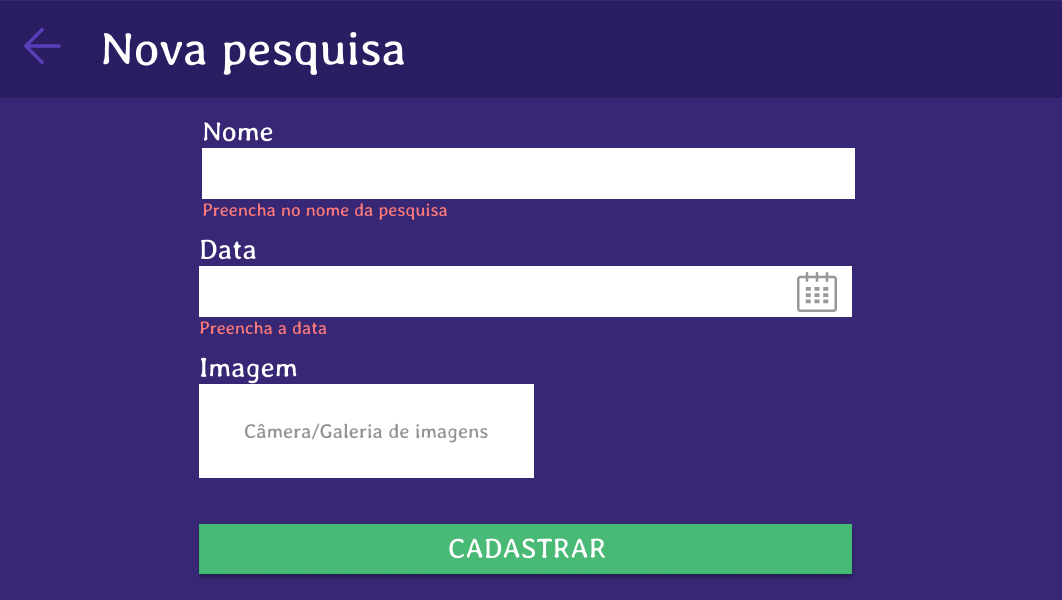 Nova pesquisa
Nome
Preencha no nome da pesquisa
Data
Preencha a data
Imagem
Câmera/Galeria de imagens
CADASTRAR